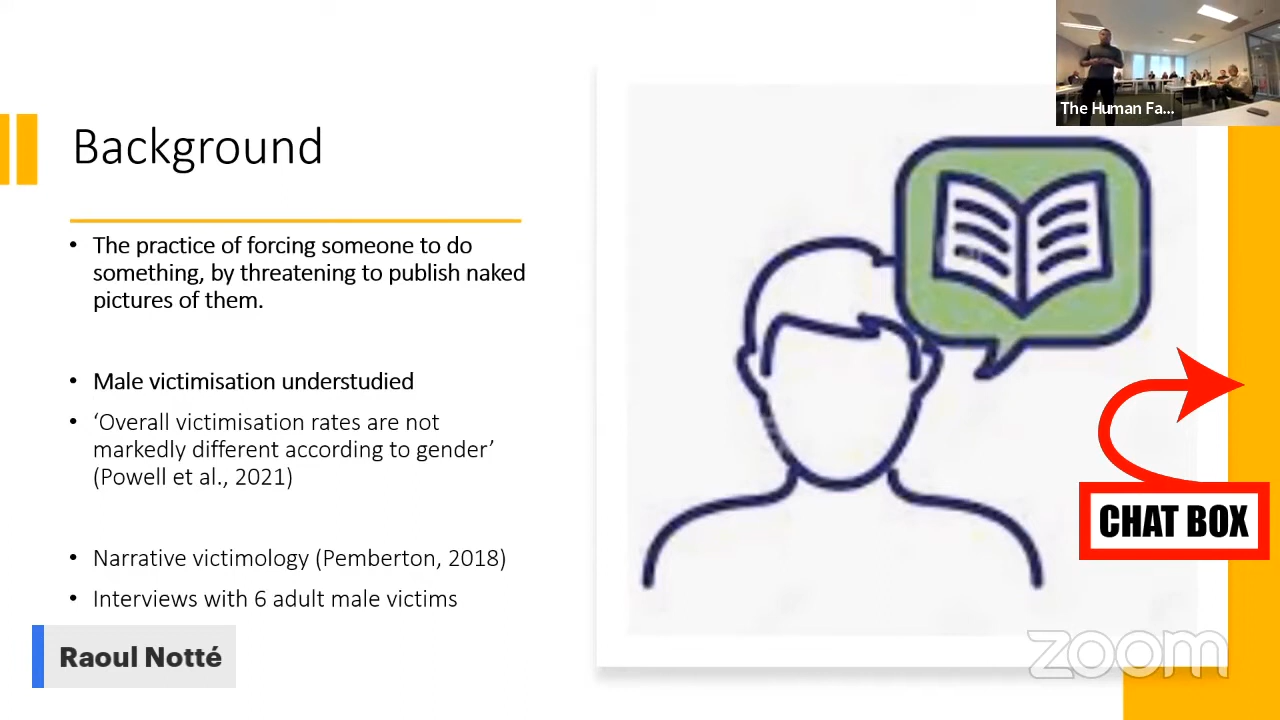 The Human Fa...
Background
• The practice of forcing someone to do
something, by threatening to publish naked
pictures of them.
• Male victimisation understudied
• ‘Overall victimisation rates are not
markedly different according to gender’
(Powell et al., 2021)
• Narrative victimology (Pemberton, 2018)
• Interviews with 6 adult male victims
CHAT BOX
Raoul Notté
zoom